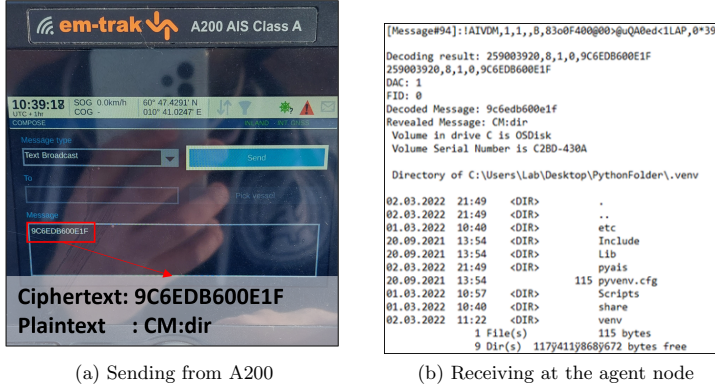 em-trak A200 AIS Class A
10:39:18 SOG 0.0km/h 60° 47.4291' N
UTC + 1hr COG - 010° 41.0247' E
COMPOSE INLAND INT. GNSS
Message type
Text Broadcast Send
To
Pick vessel
Message
9C6EDB600E1F
Ciphertext: 9C6EDB600E1F
Plaintext : CM:dir
(a) Sending from A200
[Message#94]:!AIVDM,1,1,,B,83o0F400@00>@uQA0ed<1LAP,0*39
Decoding result: 259003920,8,1,0,9C6EDB600E1F
259003920,8,1,0,9C6EDB600E1F
DAC: 1
FID: 0
Decoded Message: 9c6edb600e1f
Revealed Message: CM:dir
Volume in drive C is OSDisk
Volume Serial Number is C2BD-430A
Directory of C:\Users\Lab\Desktop\PythonFolder\.venv
02.03.2022 21:49 <DIR> .
02.03.2022 21:49 <DIR> ..
01.03.2022 10:40 <DIR> etc
20.09.2021 13:54 <DIR> Include
20.09.2021 13:54 <DIR> Lib
02.03.2022 21:49 <DIR> pyais
20.09.2021 13:54 115 pyvenv.cfg
01.03.2022 10:57 <DIR> Scripts
01.03.2022 10:40 <DIR> share
02.03.2022 11:22 <DIR> venv
1 File(s) 115 bytes
9 Dir(s) 117ÿ411ÿ868ÿ672 bytes free
(b) Receiving at the agent node